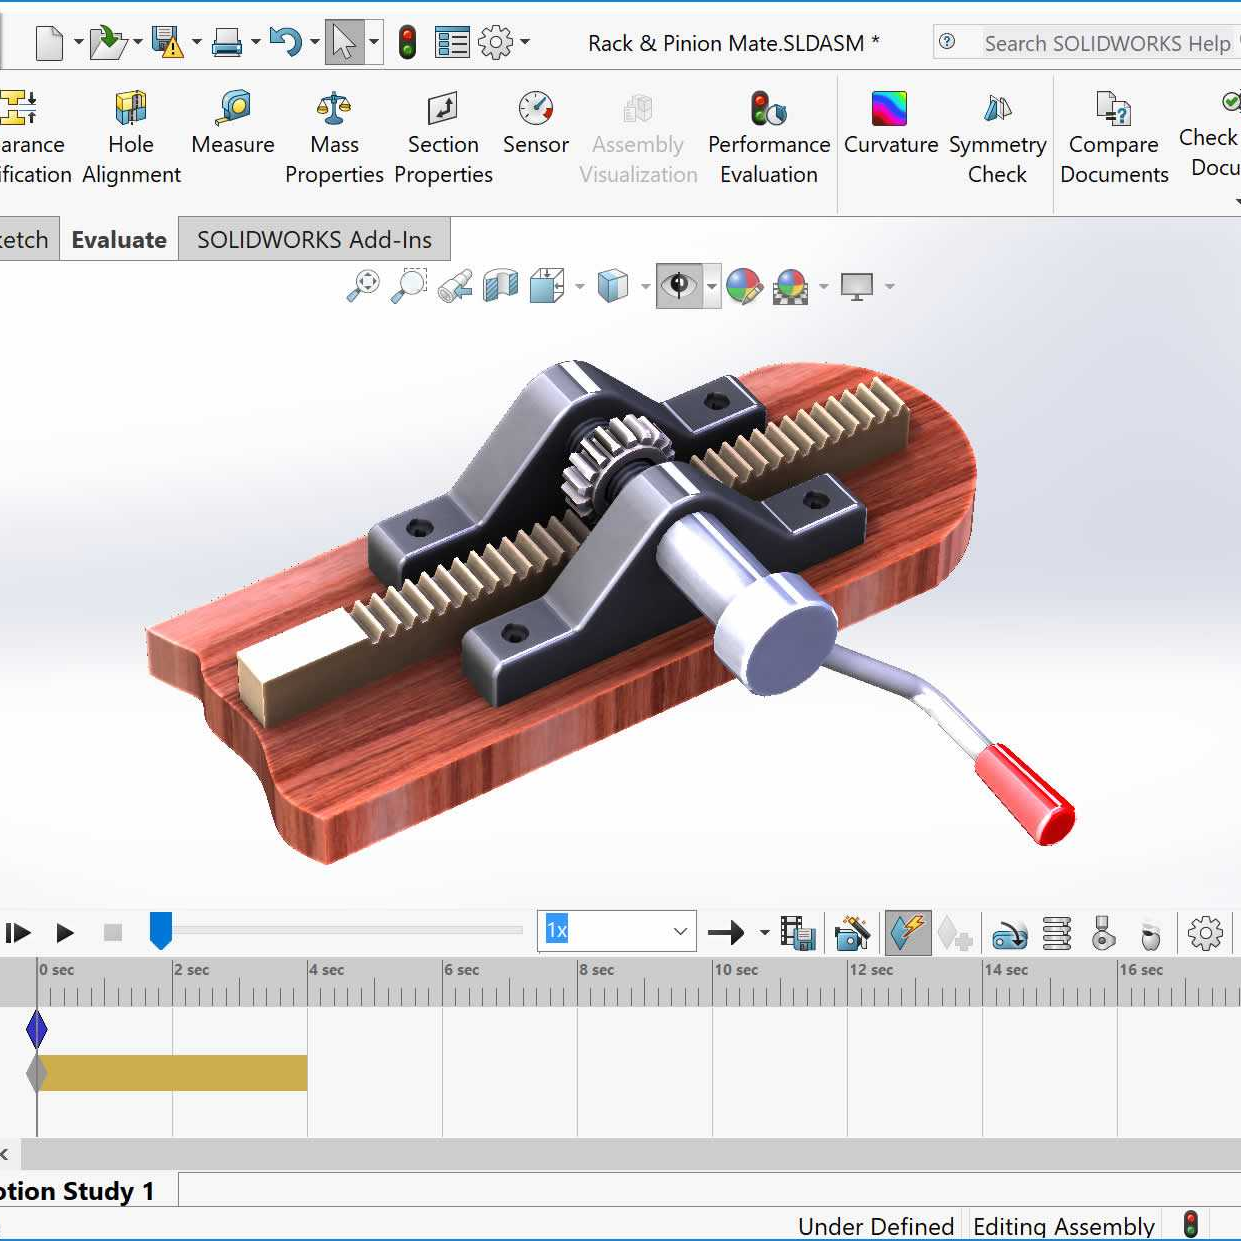 Rack & Pinion Mate.SLDASM *
Search SOLIDWORKS Help
arance
ification
Hole
Alignment
Measure
Mass
Properties
Section
Properties
Sensor
Assembly
Visualization
Performance
Evaluation
Curvature
Symmetry
Check
Compare
Documents
Check
Docu
ketch
Evaluate
SOLIDWORKS Add-Ins
1x
0 sec 2 sec 4 sec 6 sec 8 sec 10 sec 12 sec 14 sec 16 sec
otion Study 1
Under Defined Editing Assembly